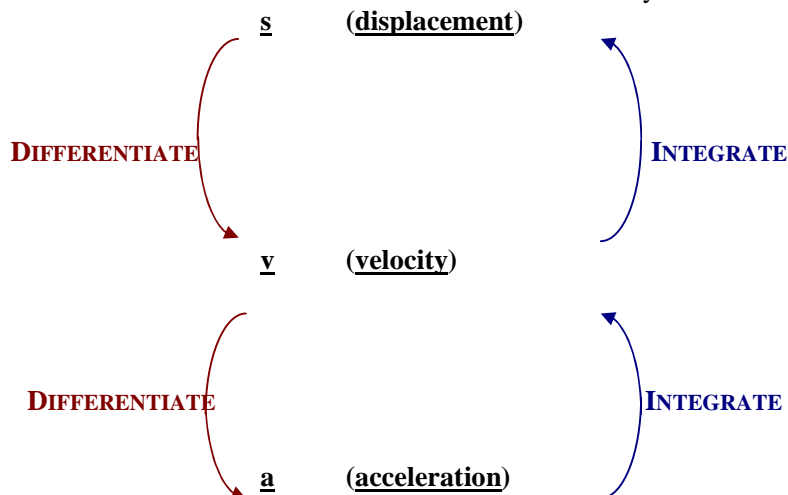 s (displacement)
DIFFERENTIATE INTEGRATE
v (velocity)
DIFFERENTIATE INTEGRATE
a (acceleration)